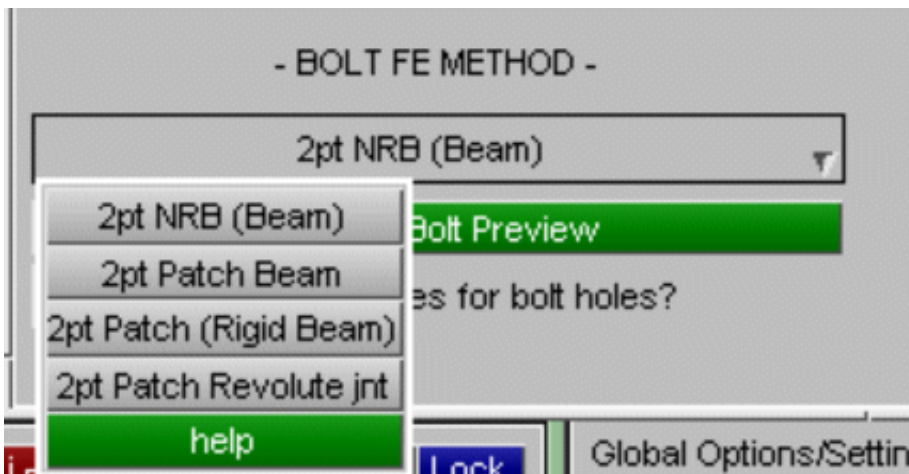 - BOLT FE METHOD -
2pt NRB (Beam)
2pt NRB (Beam)
Bolt Preview
2pt Patch Beam
for bolt holes?
2pt Patch (Rigid Beam)
2pt Patch Revolute jnt
help
Lock
Global Options/Settin